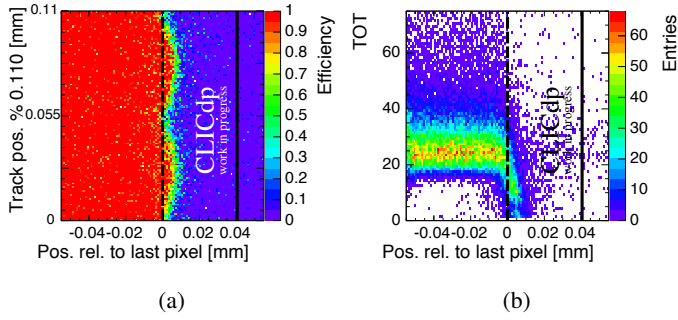 0.11
0.055
0
Track pos. % 0.110 [mm]
-0.04 -0.02 0 0.02 0.04
Pos. rel. to last pixel [mm]
CLICdp
work in progress
1
0.9
0.8
0.7
0.6
0.5
0.4
0.3
0.2
0.1
0
Efficiency
(a)
TOT
60
40
20
0
-0.04 -0.02 0 0.02 0.04
Pos. rel. to last pixel [mm]
CLICdp
work in progress
60
50
40
30
20
10
0
Entries
(b)